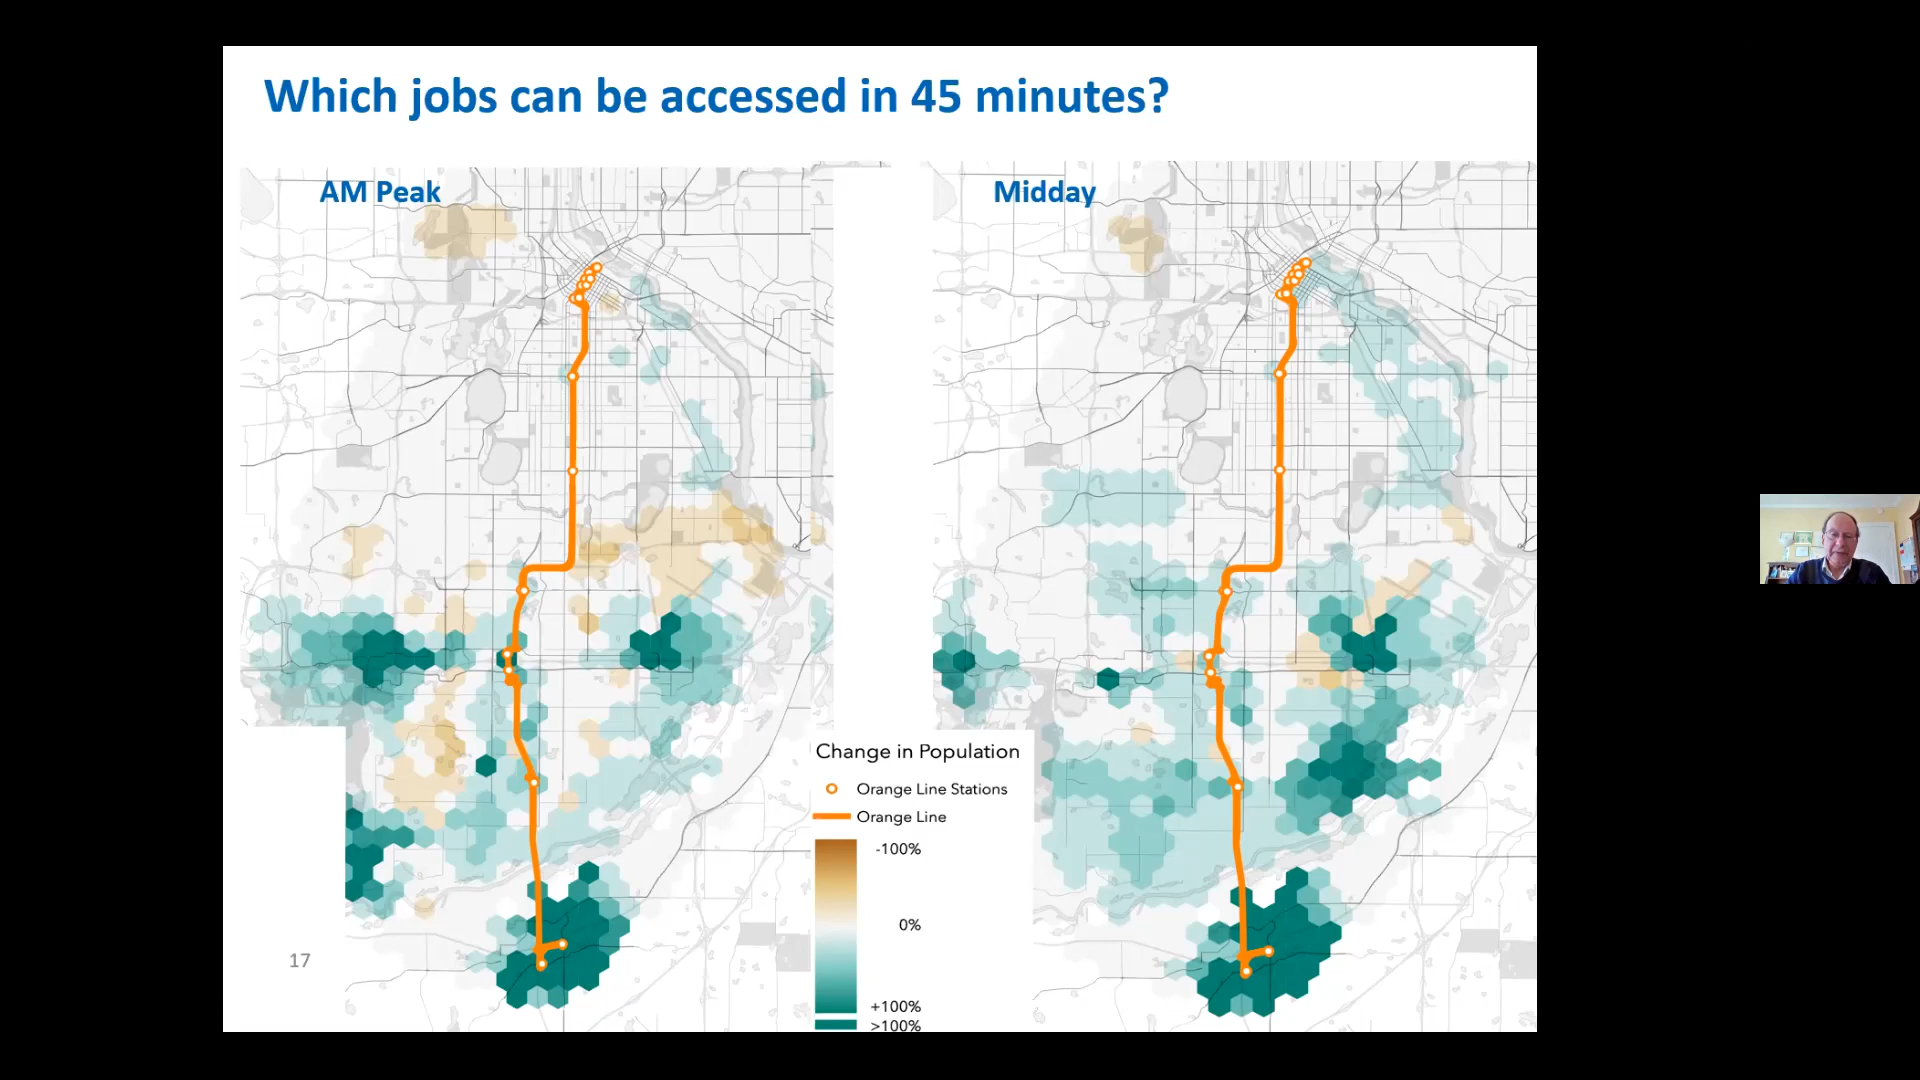 Which jobs can be accessed in 45 minutes?
AM Peak
Midday
Change in Population
Orange Line Stations
Orange Line
-100%
0%
+100%
>100%
17